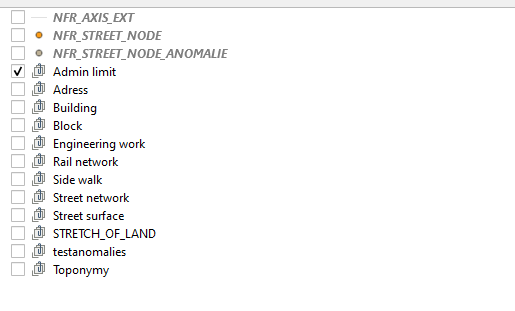 NFR_AXIS_EXT
NFR_STREET_NODE
NFR_STREET_NODE_ANOMALIE
Admin limit
Adress
Building
Block
Engineering work
Rail network
Side walk
Street network
Street surface
STRETCH_OF_LAND
testanomalies
Toponymy